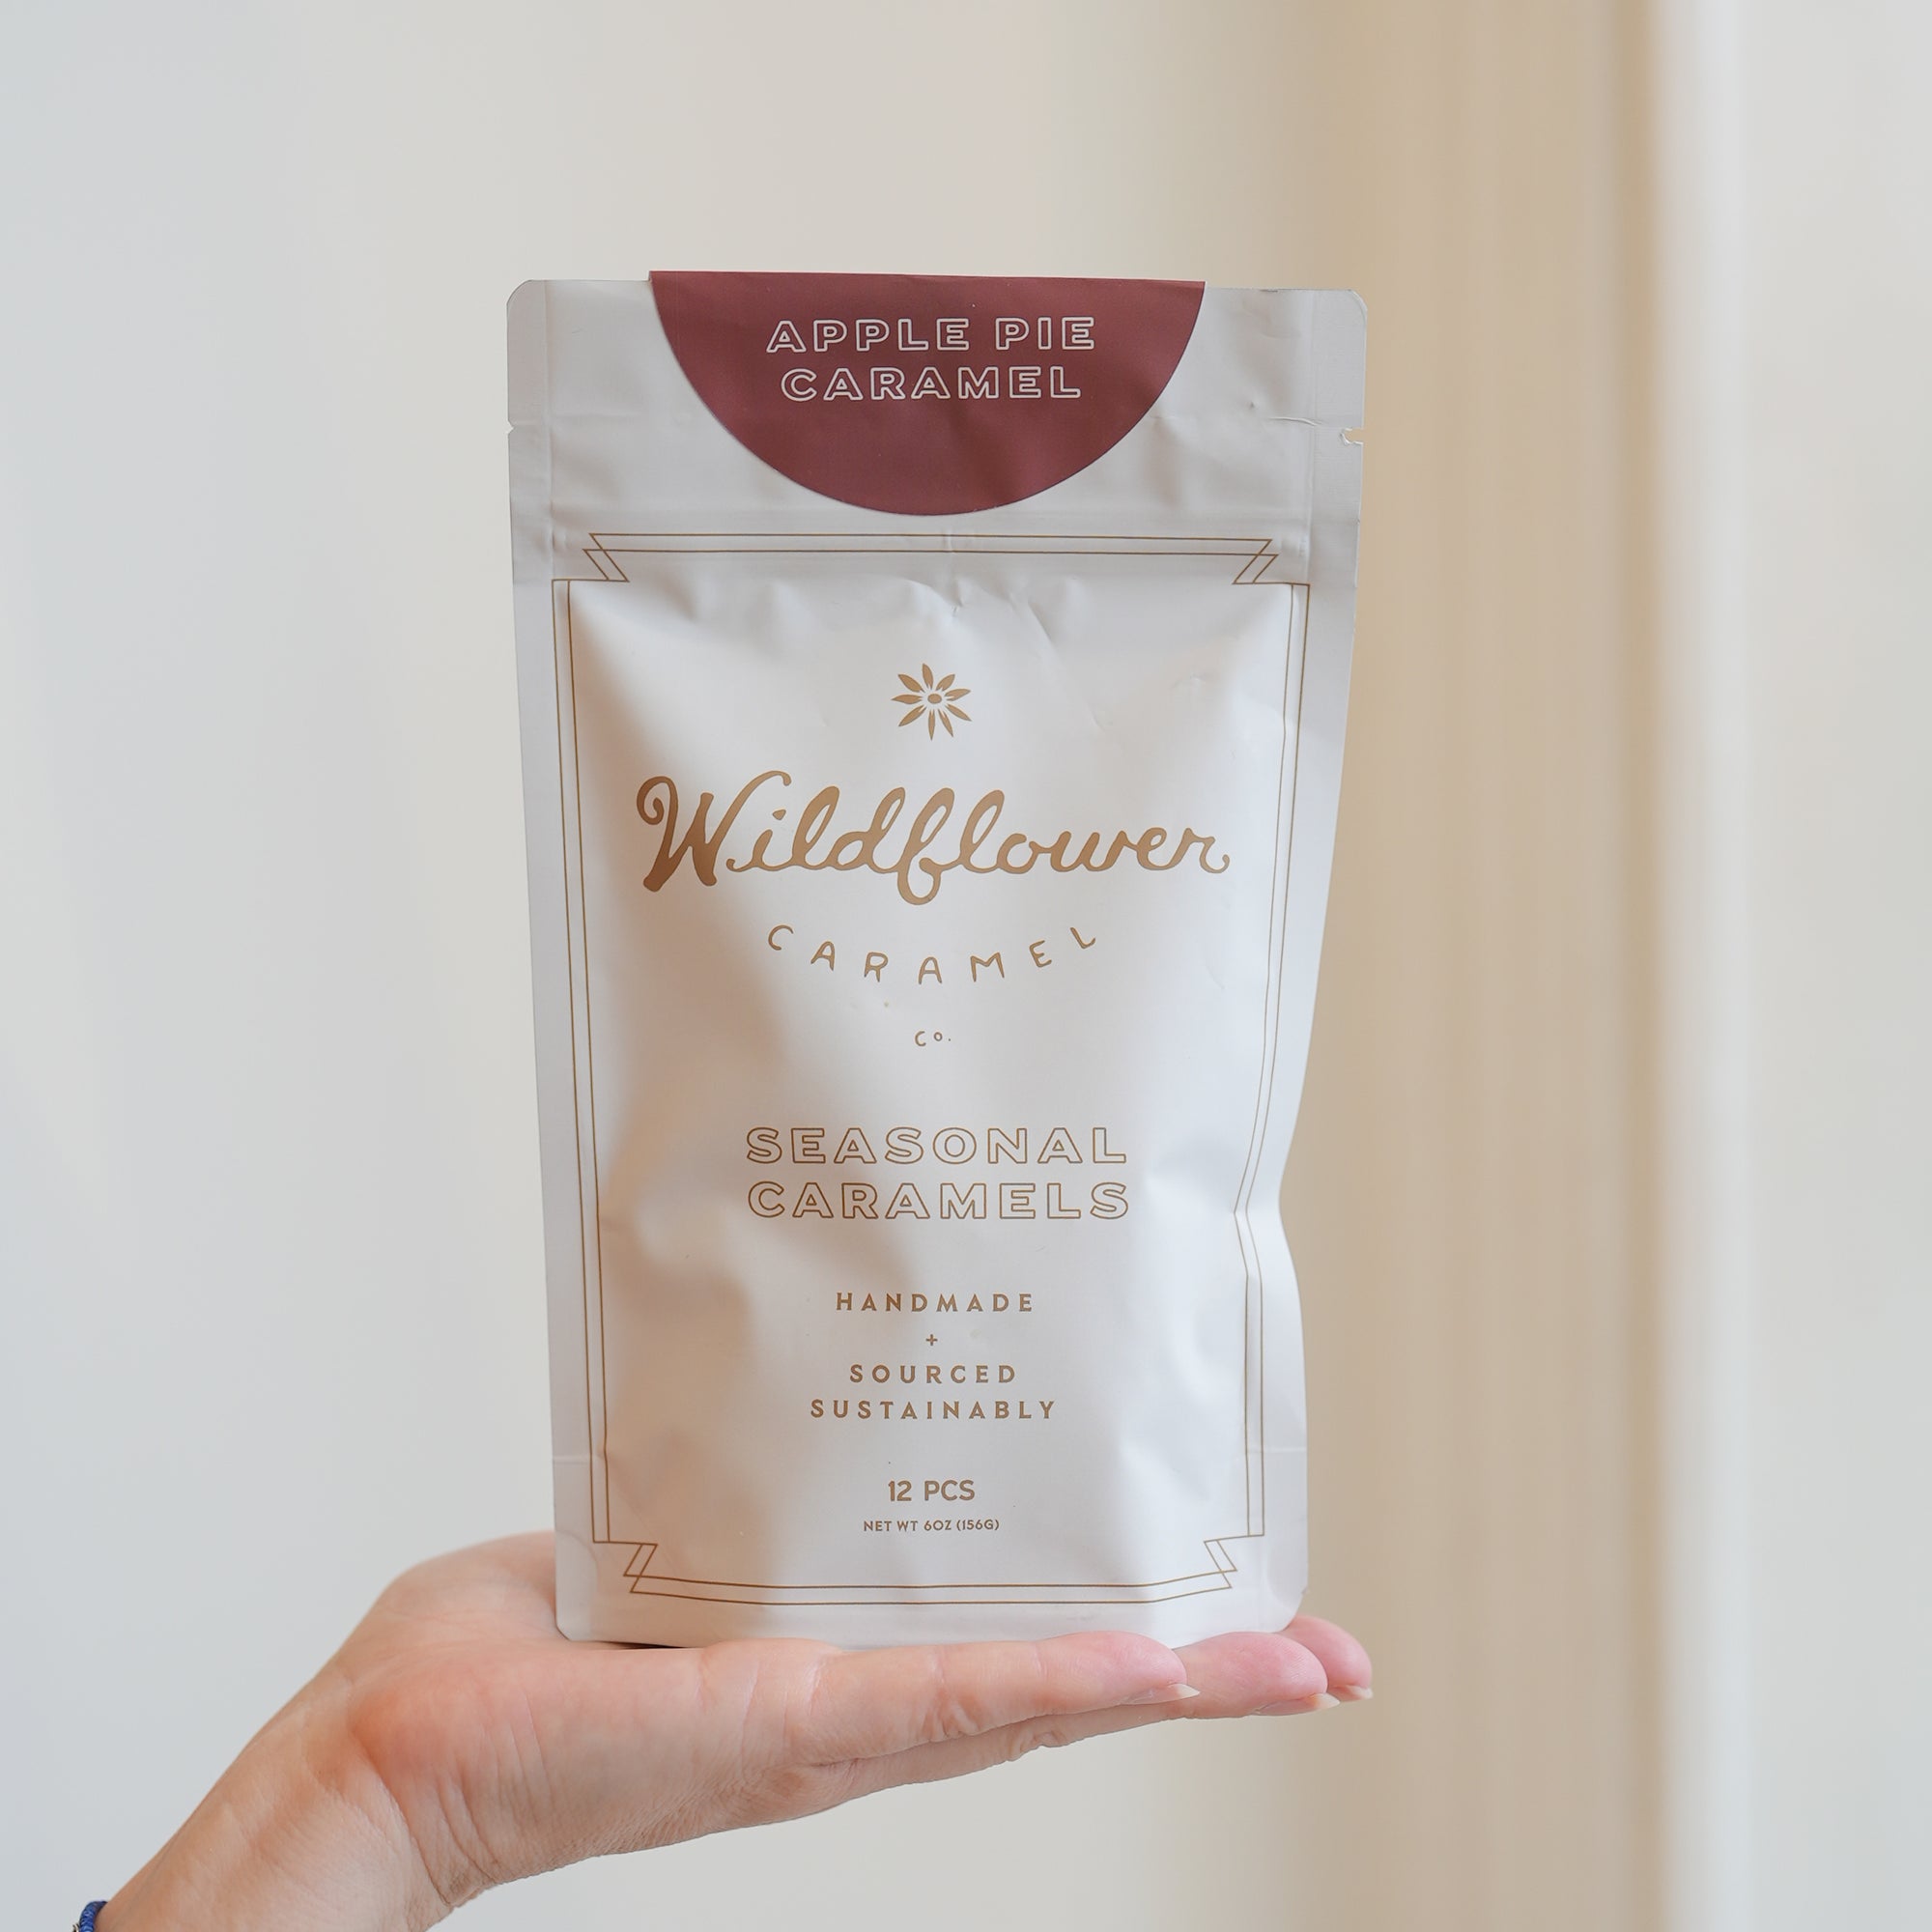 APPLE PIE
CARAMEL
Wildflower
CARAMEL
Co.
SEASONAL
CARAMELS
HANDMADE
+
SOURCED
SUSTAINABLY
12 PCS
NET WT 6OZ (156G)